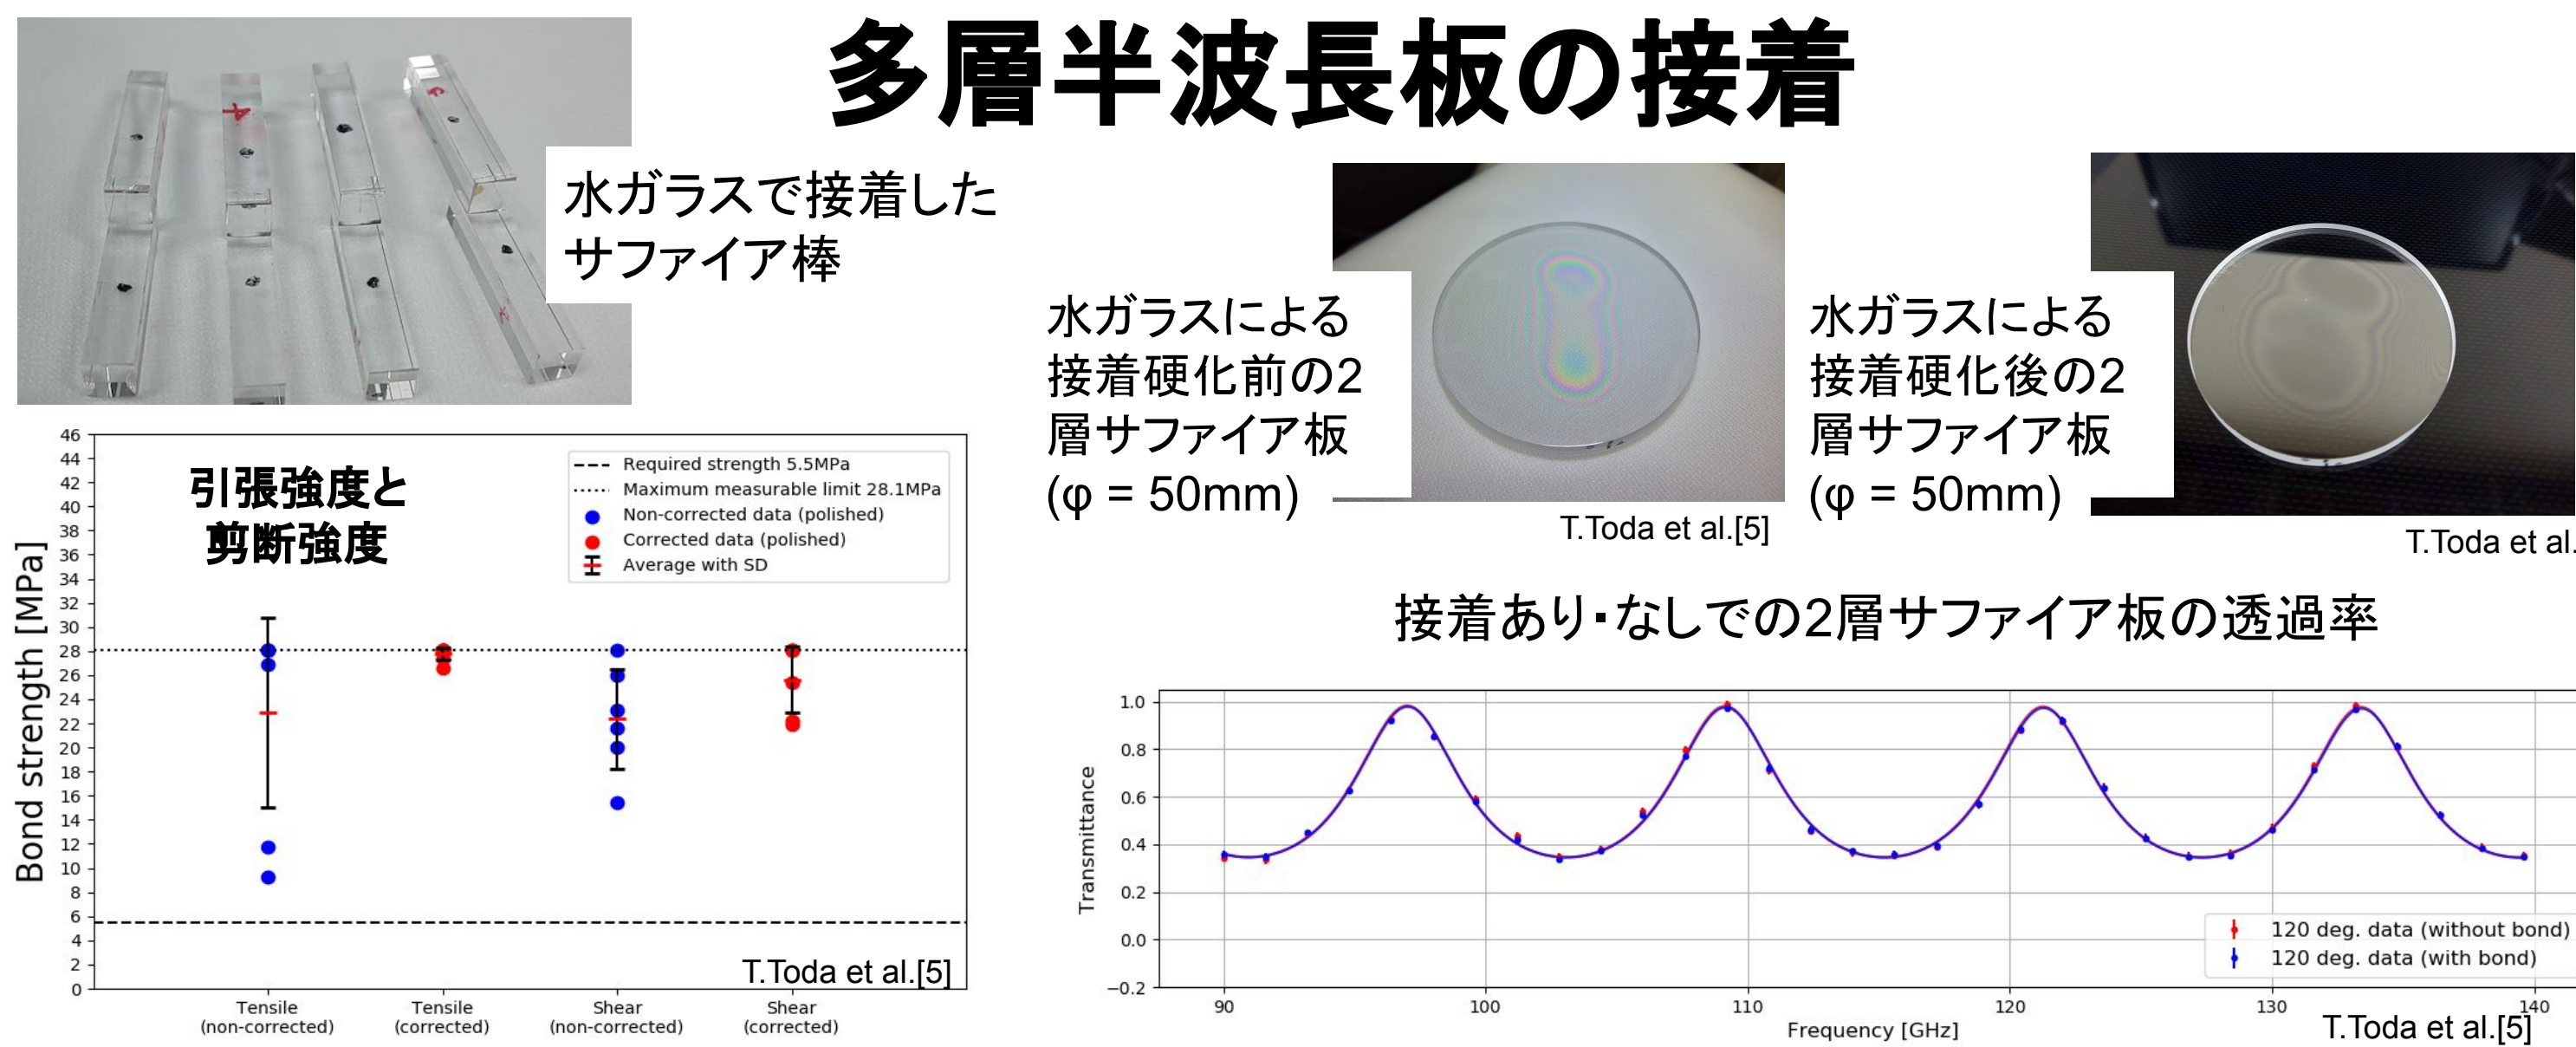 多層半波長板の接着
水ガラスで接着した
サファイア棒
水ガラスによる
接着硬化前の2
層サファイア板
(φ = 50mm)
T.Toda et al.[5]
水ガラスによる
接着硬化後の2
層サファイア板
(φ = 50mm)
T.Toda et al.
引張強度と
剪断強度
Bond strength [MPa]
46
44
42
40
38
36
34
32
30
28
26
24
22
20
18
16
14
12
10
8
6
4
2
0
Required strength 5.5MPa
Maximum measurable limit 28.1MPa
Non-corrected data (polished)
Corrected data (polished)
Average with SD
T.Toda et al.[5]
Tensile
(non-corrected)
Tensile
(corrected)
Shear
(non-corrected)
Shear
(corrected)
接着あり・なしでの2層サファイア板の透過率
Transmittance
1.0
0.8
0.6
0.4
0.2
0.0
−0.2
120 deg. data (without bond)
120 deg. data (with bond)
90 100 110 120 130 140
Frequency [GHz]
T.Toda et al.[5]